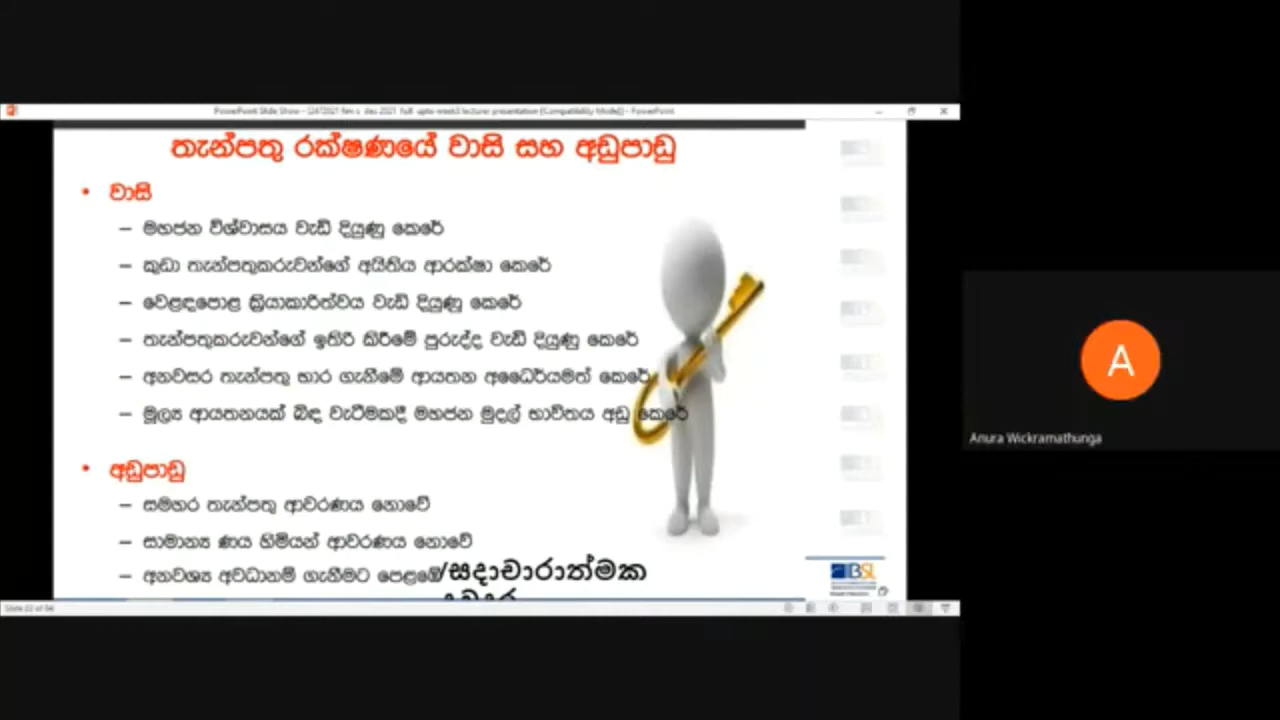 තැන්පතු රක්ෂණයේ වාසි සහ අඩුපාඩු
• වාසි
– මහජන විශ්වාසය වැඩි දියුණු කෙරේ
– කුඩා තැන්පතුකරුවන්ගේ අයිතිය ආරක්ෂා කෙරේ
– වෙළඳපොළ ක්‍රියාකාරීත්වය වැඩි දියුණු කෙරේ
– තැන්පතුකරුවන්ගේ ඉතිරි කිරීමේ පුරුද්ද වැඩි දියුණු කෙරේ
– අනවසර තැන්පතු භාර ගැනීමේ ආයතන අධෛර්යමත් කෙරේ
– මූල්‍ය ආයතනයක් බිඳ වැටීමකදී මහජන මුදල් භාවිතය අඩු කෙරේ
• අඩුපාඩු
– සමහර තැන්පතු ආවරණය නොවේ
– සාමාන්‍ය ණය හිමියන් ආවරණය නොවේ
– අනවශ්‍ය අවධානම් ගැනීමට /සදාචාරාත්මක
IBSL
A
Anura Wickramathunga